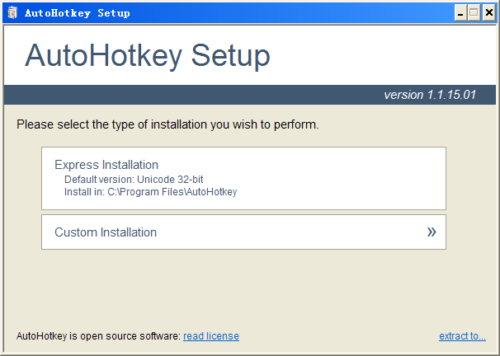 AutoHotkey Setup
AutoHotkey Setup
version 1.1.15.01
Please select the type of installation you wish to perform.
Express Installation
Default version: Unicode 32-bit
Install in: C:\Program Files\AutoHotkey
Custom Installation »
AutoHotkey is open source software: read license extract to...